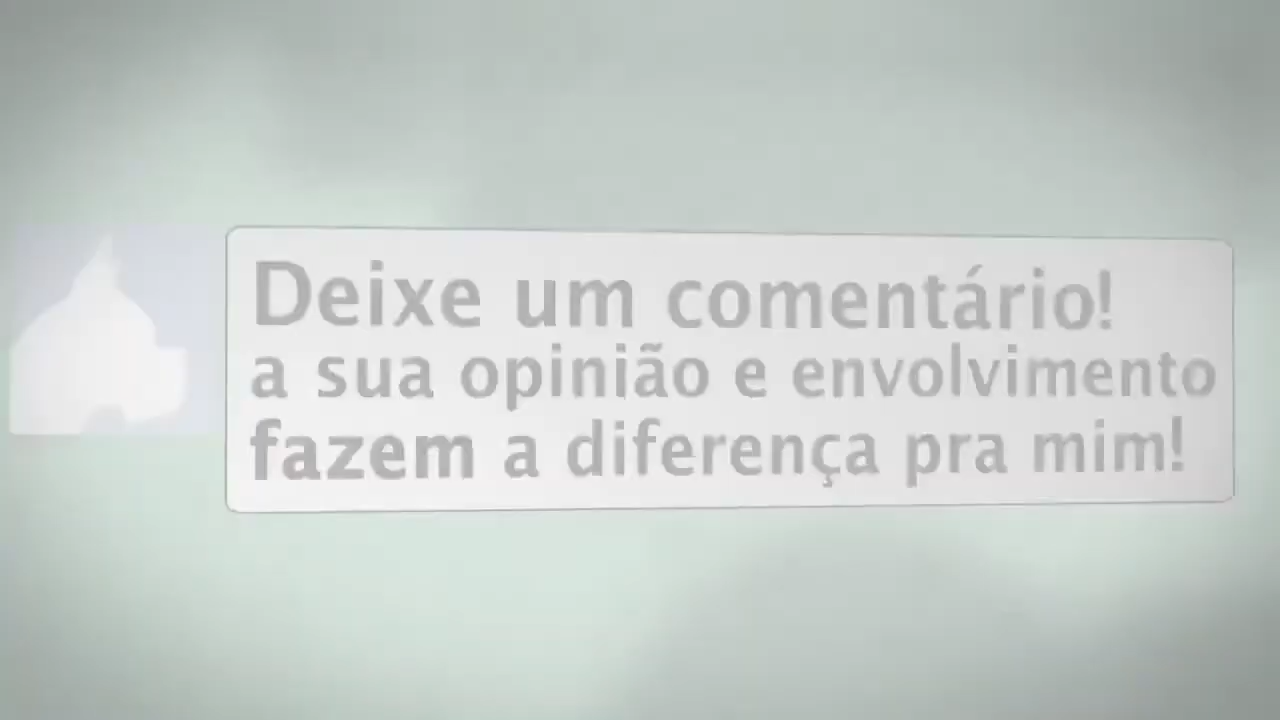 Deixe um comentário!
a sua opinião e envolvimento
fazem a diferença pra mim!